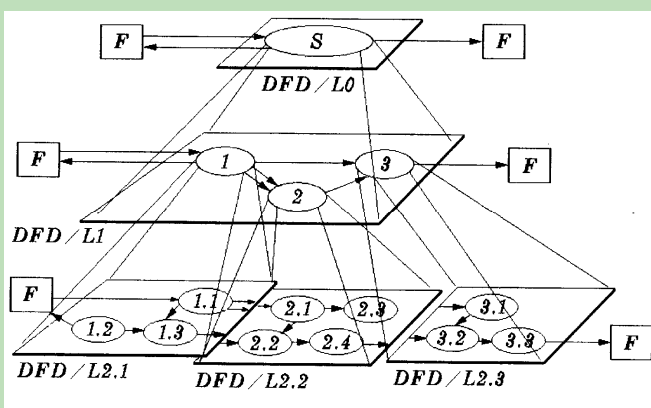 F S F
DFD/L0
F 1 3 F
2
DFD/L1
F 1.1 2.1 2.3 3.1
1.2 1.3 2.2 2.4 3.2 3.3 F
DFD/L2.1 DFD/L2.2 DFD/L2.3